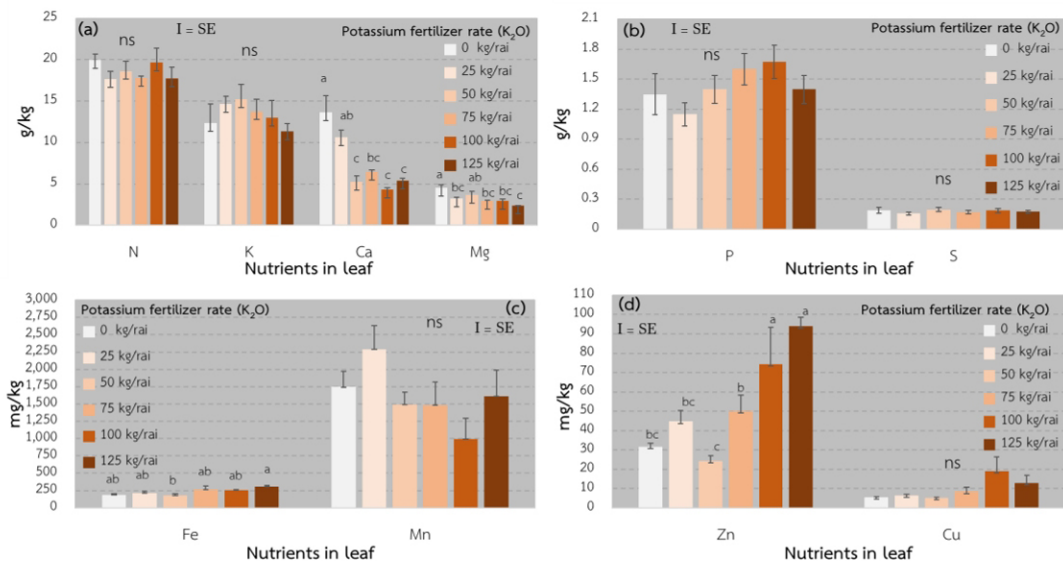 (a)
I = SE
Potassium fertilizer rate (K₂O)
0 kg/rai
25 kg/rai
50 kg/rai
75 kg/rai
100 kg/rai
125 kg/rai
25
20
15
10
5
0
g/kg
ns
ns
a
ab
c
bc
c
c
a
bc
ab
bc
bc
c
N
K
Ca
Mg
Nutrients in leaf
(b)
I = SE
Potassium fertilizer rate (K₂O)
0 kg/rai
25 kg/rai
50 kg/rai
75 kg/rai
100 kg/rai
125 kg/rai
2.1
1.8
1.5
1.2
0.9
0.6
0.3
0
g/kg
ns
ns
P
S
Nutrients in leaf
Potassium fertilizer rate (K₂O)
(c)
I = SE
0 kg/rai
25 kg/rai
50 kg/rai
75 kg/rai
100 kg/rai
125 kg/rai
3,000
2,750
2,500
2,250
2,000
1,750
1,500
1,250
1,000
750
500
250
0
mg/kg
ab
ab
b
ab
ab
a
ns
Fe
Mn
Nutrients in leaf
(d)
I = SE
Potassium fertilizer rate (K₂O)
0 kg/rai
25 kg/rai
50 kg/rai
75 kg/rai
100 kg/rai
125 kg/rai
110
100
90
80
70
60
50
40
30
20
10
0
mg/kg
bc
bc
c
b
a
a
ns
Zn
Cu
Nutrients in leaf